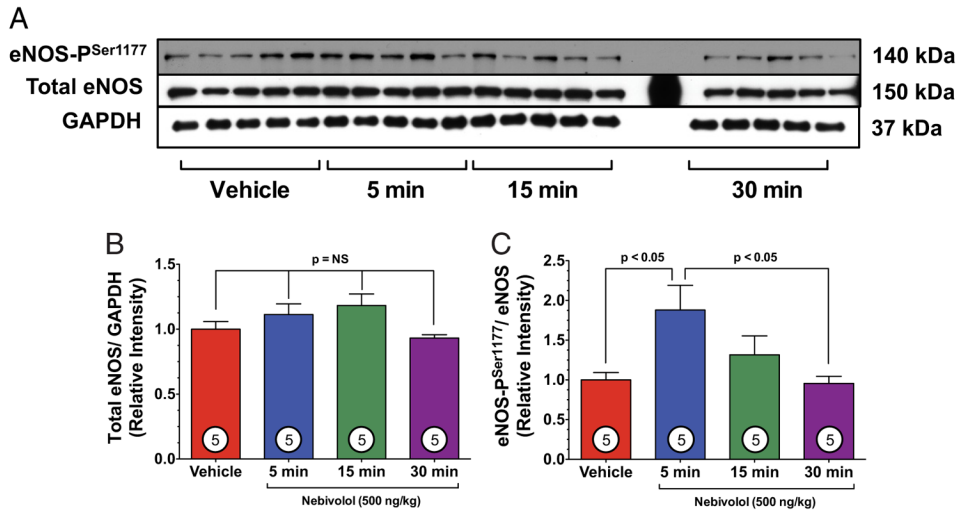 A
eNOS-P^Ser1177 140 kDa
Total eNOS 150 kDa
GAPDH 37 kDa
Vehicle 5 min 15 min 30 min
B
Total eNOS/ GAPDH
(Relative Intensity)
1.5
1.0
0.5
0.0
p = NS
5 5 5 5
Vehicle 5 min 15 min 30 min
Nebivolol (500 ng/kg)
C
eNOS-P^Ser1177/ eNOS
(Relative Intensity)
2.5
2.0
1.5
1.0
0.5
0.0
p < 0.05 p < 0.05
5 5 5 5
Vehicle 5 min 15 min 30 min
Nebivolol (500 ng/kg)